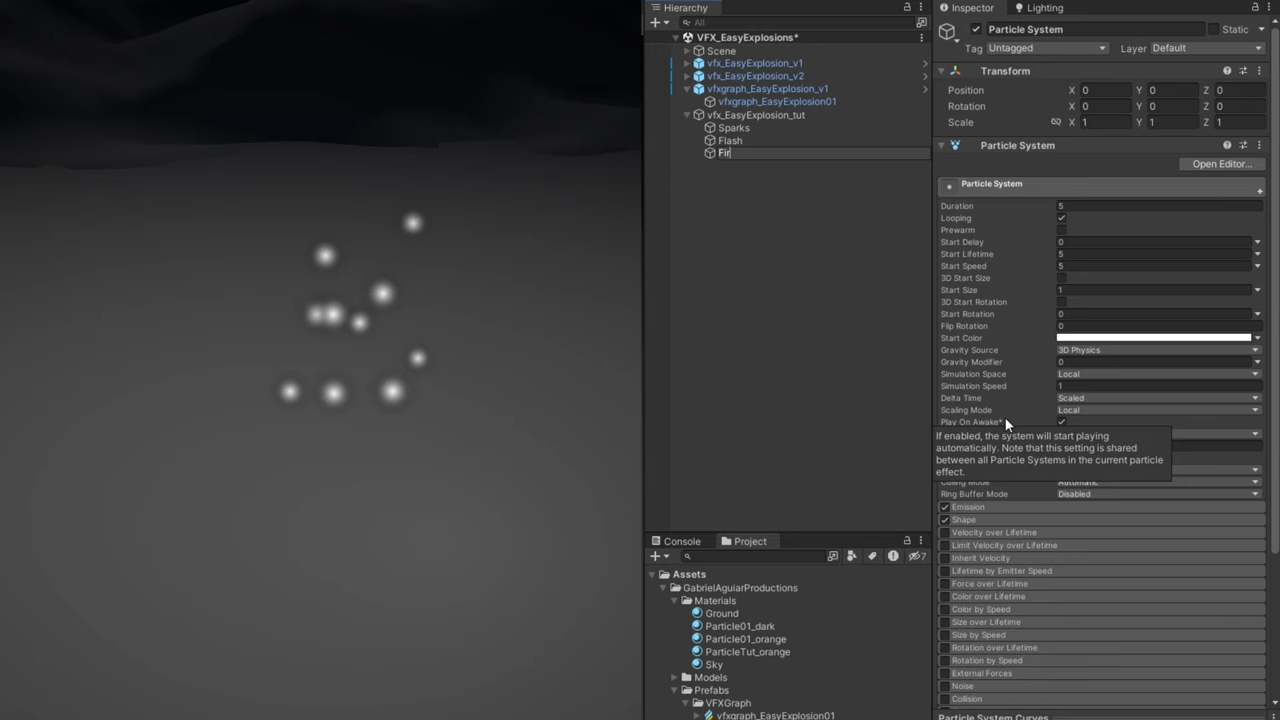 Hierarchy
All
VFX_EasyExplosions*
Scene
vfx_EasyExplosion_v1
vfx_EasyExplosion_v2
vfxgraph_EasyExplosion_v1
vfxgraph_EasyExplosion01
vfx_EasyExplosion_tut
Sparks
Flash
Fir
Console
Project
7
Assets
GabrielAguiarProductions
Materials
Ground
Particle01_dark
Particle01_orange
ParticleTut_orange
Sky
Models
Prefabs
VFXGraph
vfxgraph_EasyExplosion01
Inspector
Lighting
Particle System
Static
Tag Untagged
Layer Default
Transform
Position X 0 Y 0 Z 0
Rotation X 0 Y 0 Z 0
Scale X 1 Y 1 Z 1
Particle System
Open Editor...
Particle System
Duration 5
Looping
Prewarm
Start Delay 0
Start Lifetime 5
Start Speed 5
3D Start Size
Start Size 1
3D Start Rotation
Start Rotation 0
Flip Rotation 0
Start Color
Gravity Source 3D Physics
Gravity Modifier 0
Simulation Space Local
Simulation Speed 1
Delta Time Scaled
Scaling Mode Local
Play On Awake*
If enabled, the system will start playing
automatically. Note that this setting is shared
between all Particle Systems in the current particle
effect.
Culling Mode Automatic
Ring Buffer Mode Disabled
Emission
Shape
Velocity over Lifetime
Limit Velocity over Lifetime
Inherit Velocity
Lifetime by Emitter Speed
Force over Lifetime
Color over Lifetime
Color by Speed
Size over Lifetime
Size by Speed
Rotation over Lifetime
Rotation by Speed
External Forces
Noise
Collision
Particle System Curves